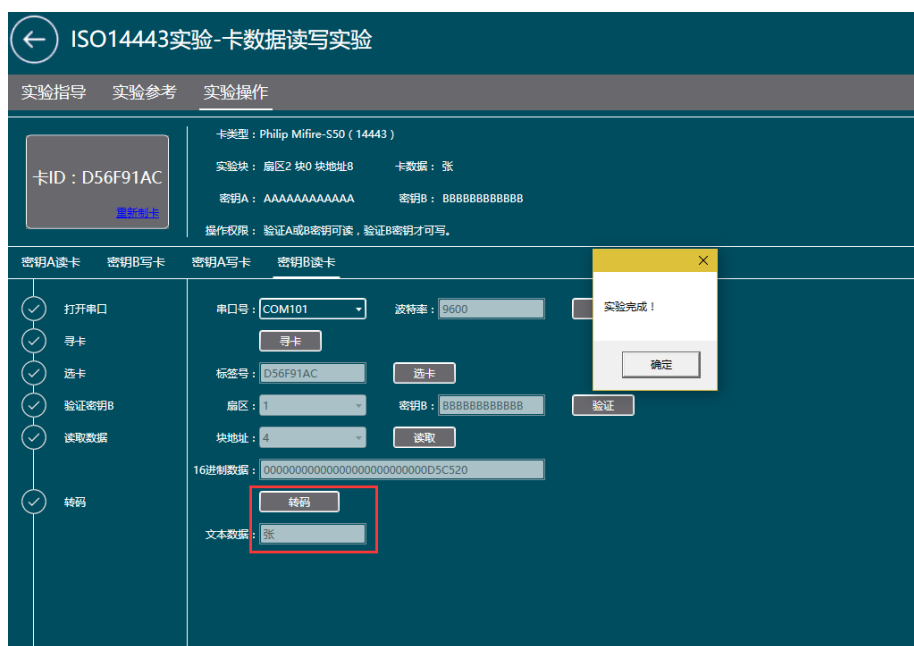 ISO14443实验-卡数据读写实验
实验指导 实验参考 实验操作
卡类型：Philip Mifire-S50（14443）
卡ID：D56F91AC
重新制卡
实验块：扇区2 块0 块地址8 卡数据：张
密钥A：AAAAAAAAAAAA 密钥B：BBBBBBBBBBBB
操作权限：验证A或B密钥可读，验证B密钥才可写。
密钥A读卡 密钥B写卡 密钥A写卡 密钥B读卡
实验完成！
确定
打开串口 串口号：COM101 波特率：9600
寻卡 寻卡
选卡 标签号：D56F91AC 选卡
验证密钥B 扇区：1 密钥B：BBBBBBBBBBBB 验证
读取数据 块地址：4 读取
16进制数据：00000000000000000000000000D5C520
转码 转码
文本数据：张